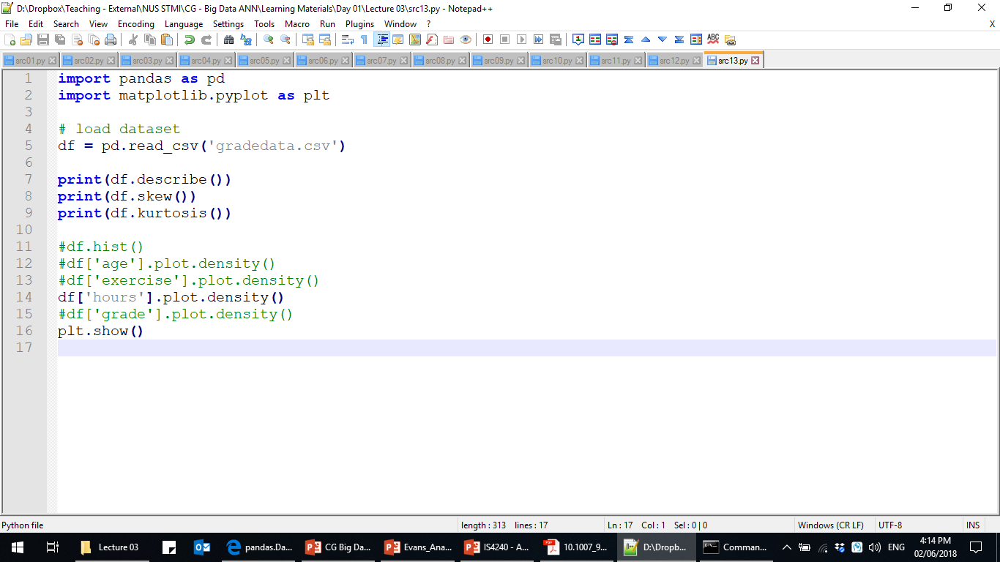 D:\Dropbox\Teaching - External\NUS STMI\CG - Big Data ANN\Learning Materials\Day 01\Lecture 03\src13.py - Notepad++
File Edit Search View Encoding Language Settings Tools Macro Run Plugins Window ? X
src01.py src02.py src03.py src04.py src05.py src06.py src07.py src08.py src09.py src10.py src11.py src12.py src13.py
1 import pandas as pd
2 import matplotlib.pyplot as plt
3
4 # load dataset
5 df = pd.read_csv('gradedata.csv')
6
7 print(df.describe())
8 print(df.skew())
9 print(df.kurtosis())
10
11 #df.hist()
12 #df['age'].plot.density()
13 #df['exercise'].plot.density()
14 df['hours'].plot.density()
15 #df['grade'].plot.density()
16 plt.show()
17
Python file length : 313 lines : 17 Ln : 17 Col : 1 Sel : 0 | 0 Windows (CR LF) UTF-8 INS
Lecture 03 pandas.Da... CG Big Da... Evans_Ana... IS4240 - A... 10.1007_9... D:\Dropb... Comman... ENG 4:14 PM
02/06/2018